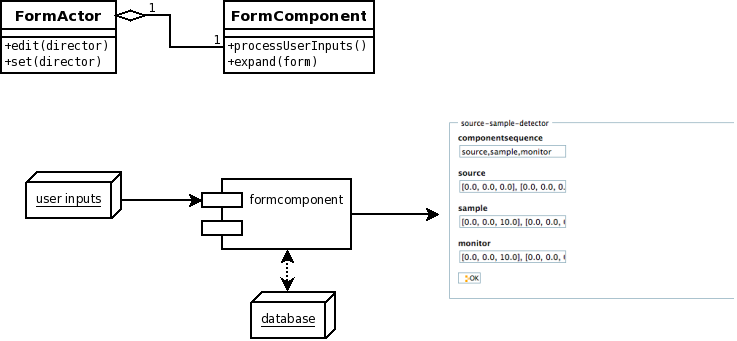 FormActor
1
FormComponent
+edit(director)
+set(director)
1
+processUserInputs()
+expand(form)
source-sample-detector
componentsequence
source,sample,monitor
source
[0.0, 0.0, 0.0], [0.0, 0.0, 0.
sample
[0.0, 0.0, 10.0], [0.0, 0.0, (
monitor
[0.0, 0.0, 10.0], [0.0, 0.0, (
OK
user inputs
formcomponent
database